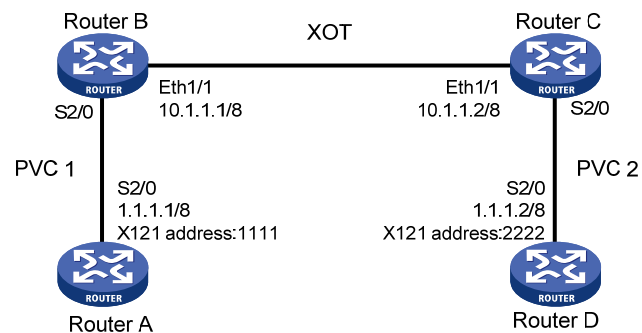 Router B
XOT
Router C
ROUTER
ROUTER
Eth1/1
10.1.1.1/8
Eth1/1
10.1.1.2/8
S2/0
S2/0
PVC 1
PVC 2
S2/0
1.1.1.1/8
X121 address:1111
S2/0
1.1.1.2/8
X121 address:2222
ROUTER
ROUTER
Router A
Router D